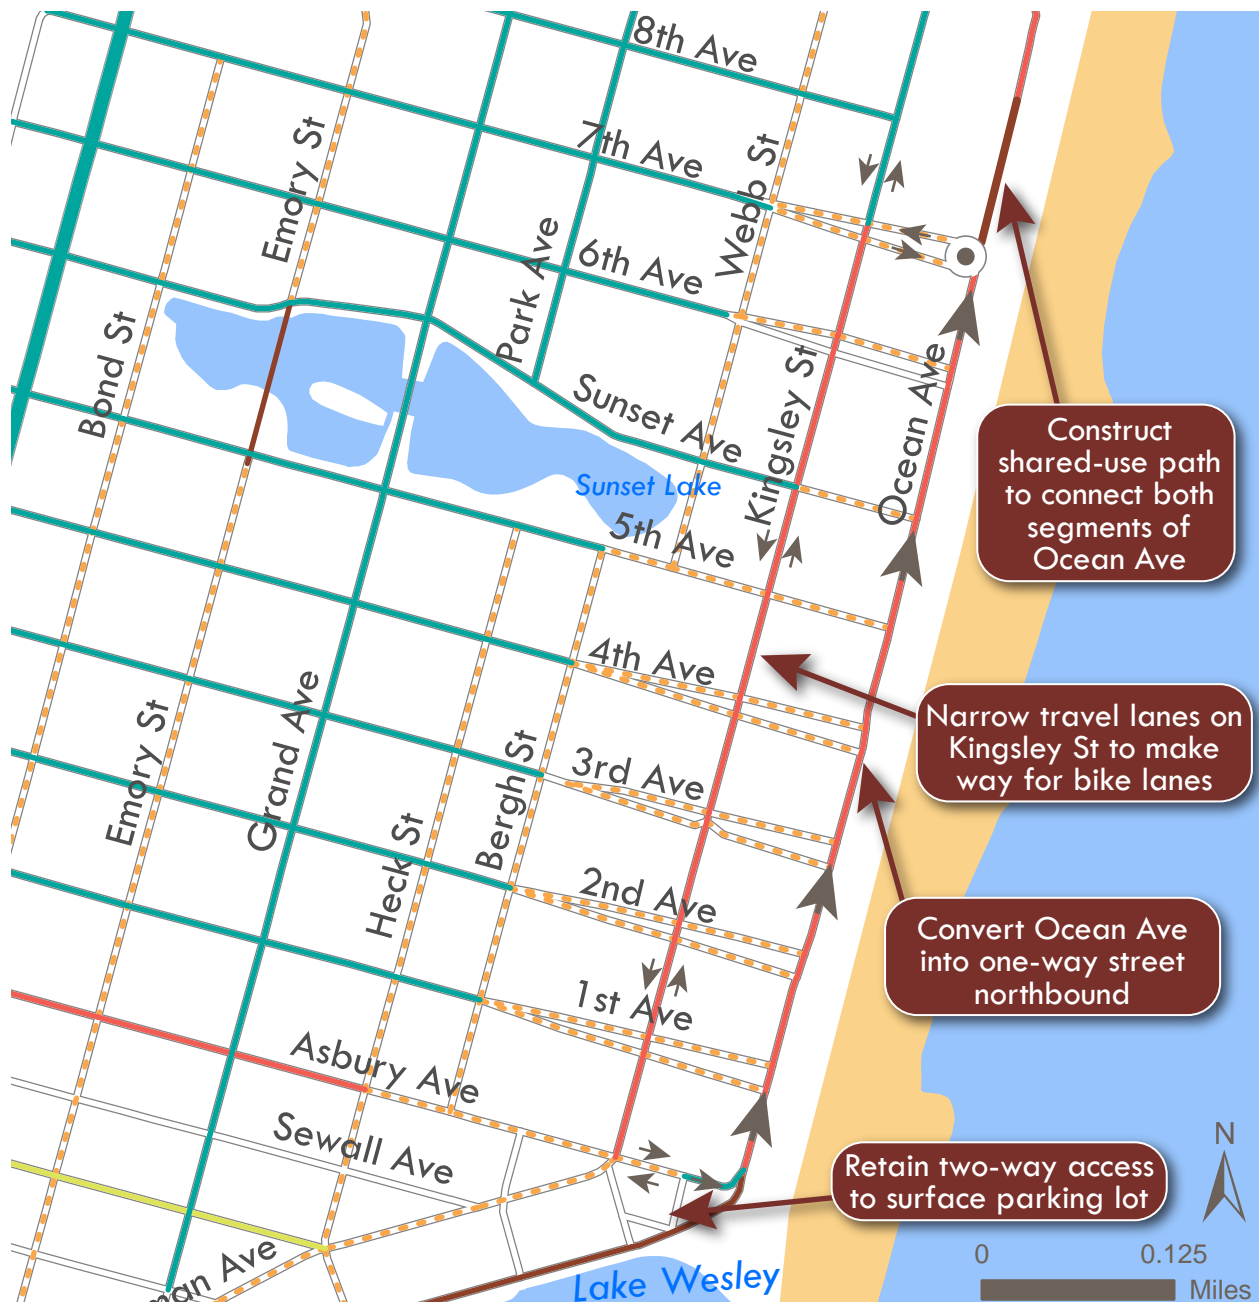 8th Ave
7th Ave
Emory St
Webb St
Park Ave
6th Ave
Bond St
Kingsley St
Ocean Ave
Sunset Ave
Sunset Lake
5th Ave
Construct
shared-use path
to connect both
segments of
Ocean Ave
4th Ave
Narrow travel lanes on
Kingsley St to make
way for bike lanes
Emory St
Grand Ave
3rd Ave
Bergh St
Heck St
2nd Ave
Convert Ocean Ave
into one-way street
northbound
1st Ave
Asbury Ave
Sewall Ave
N
Retain two-way access
to surface parking lot
man Ave
Lake Wesley
0 0.125
Miles